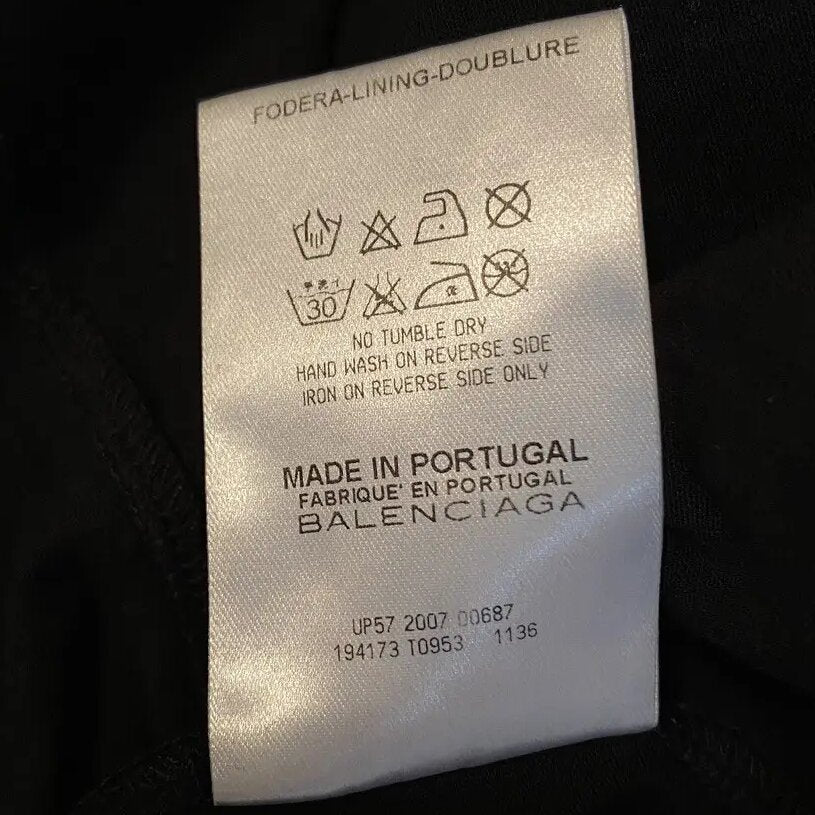 FODERA-LINING-DOUBLURE
30
NO TUMBLE DRY
HAND WASH ON REVERSE SIDE
IRON ON REVERSE SIDE ONLY
MADE IN PORTUGAL
FABRIQUE' EN PORTUGAL
BALENCIAGA
UP57 2007 00687
194173 T0953 1136